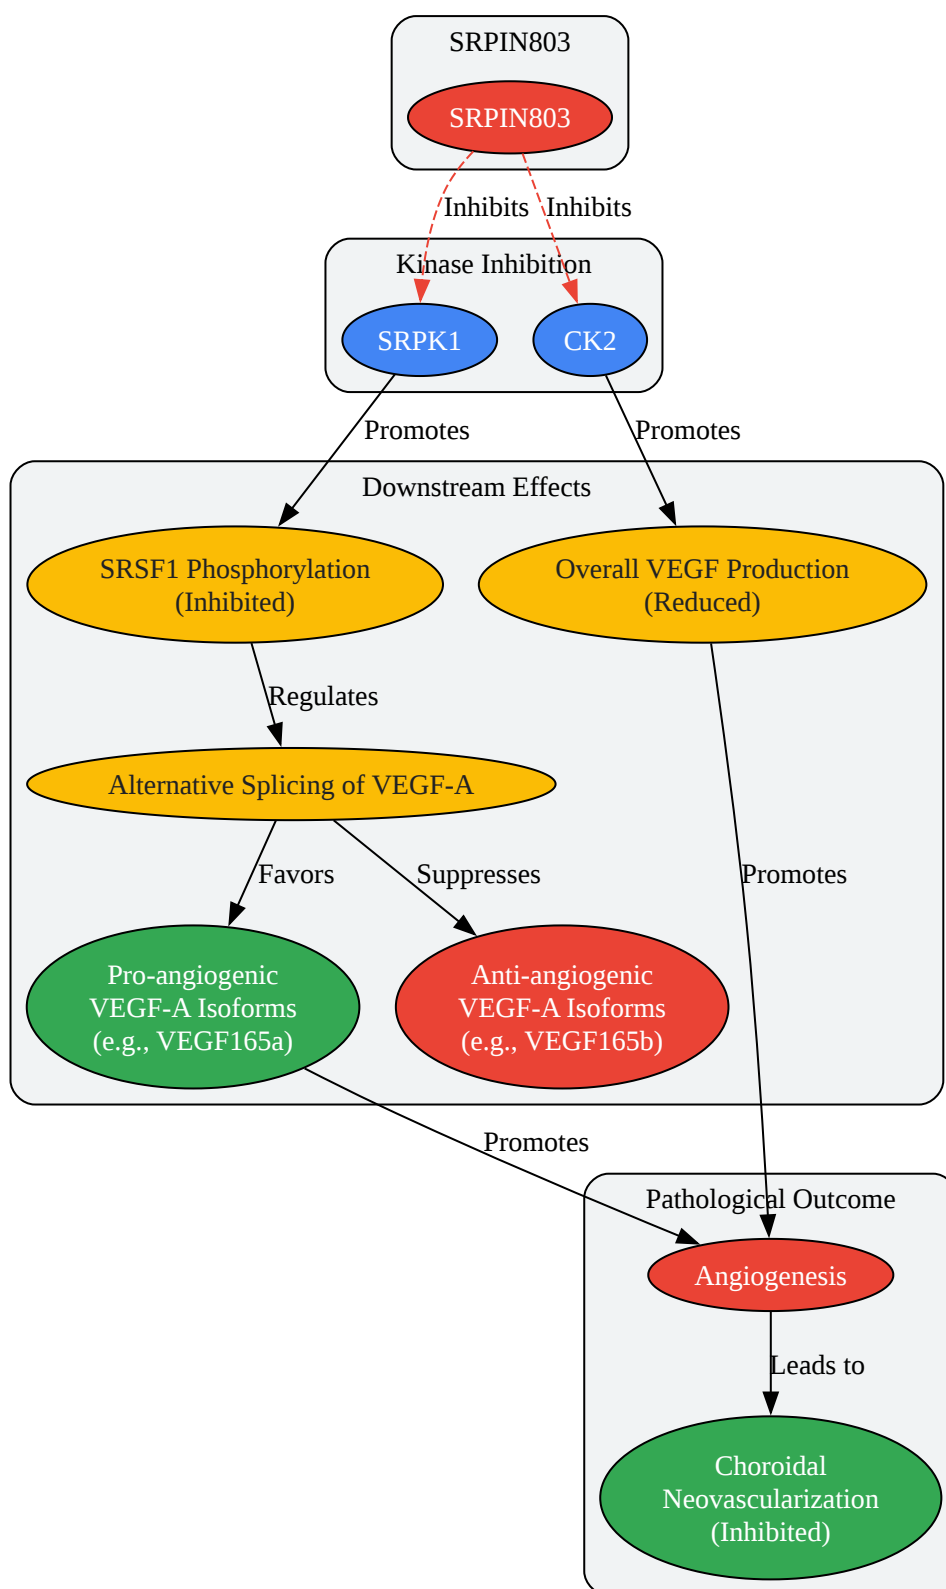 SRPIN803
SRPIN803
Inhibits
Inhibits
Kinase Inhibition
SRPK1
CK2
Promotes
Promotes
Downstream Effects
SRSF1 Phosphorylation
(Inhibited)
Overall VEGF Production
(Reduced)
Regulates
Alternative Splicing of VEGF-A
Favors
Suppresses
Promotes
Pro-angiogenic
VEGF-A Isoforms
(e.g., VEGF165a)
Anti-angiogenic
VEGF-A Isoforms
(e.g., VEGF165b)
Promotes
Pathological Outcome
Angiogenesis
Leads to
Choroidal
Neovascularization
(Inhibited)